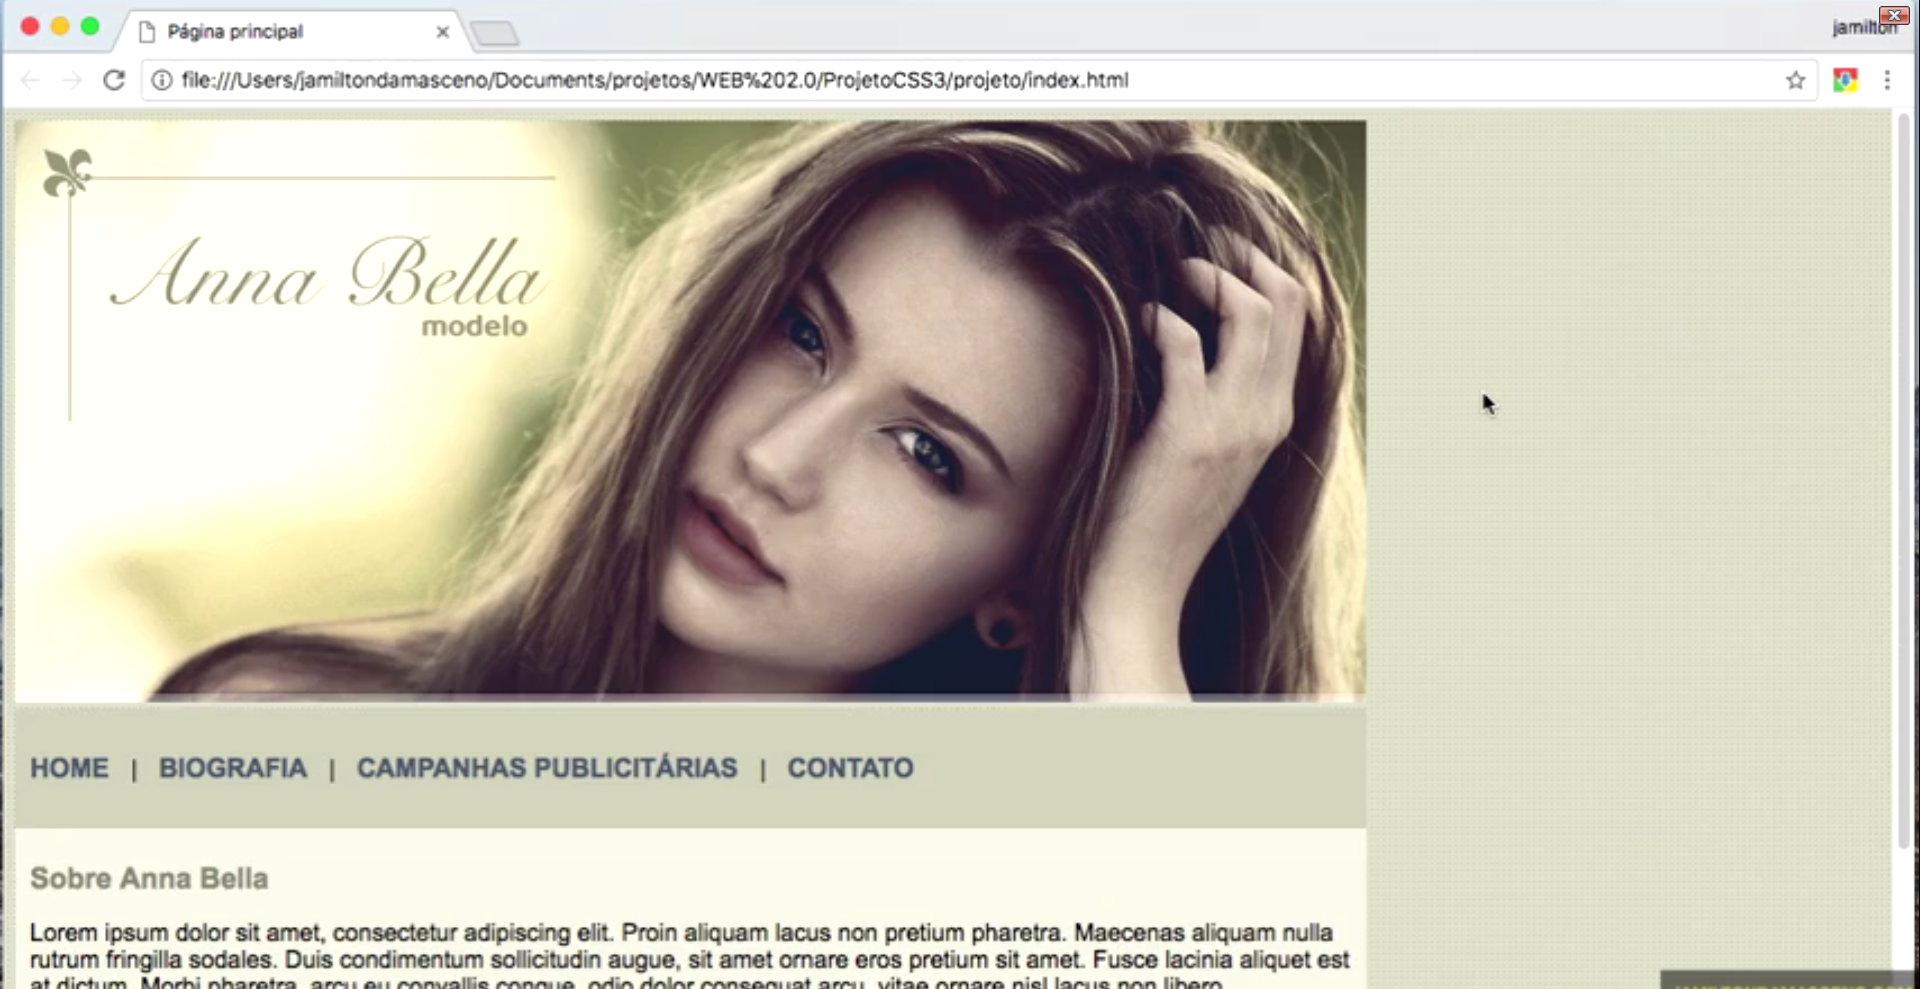 Página principal
jamilton
file:///Users/jamiltondamasceno/Documents/projetos/WEB%202.0/ProjetoCSS3/projeto/index.html
Anna Bella
modelo
HOME | BIOGRAFIA | CAMPANHAS PUBLICITÁRIAS | CONTATO
Sobre Anna Bella
Lorem ipsum dolor sit amet, consectetur adipiscing elit. Proin aliquam lacus non pretium pharetra. Maecenas aliquam nulla
rutrum fringilla sodales. Duis condimentum sollicitudin augue, sit amet ornare eros pretium sit amet. Fusce lacinia aliquet est
at dictum. Morbi pharetra, arcu eu convallis congue, odio dolor consequat arcu, vitae ornare nisl lacus non libero.